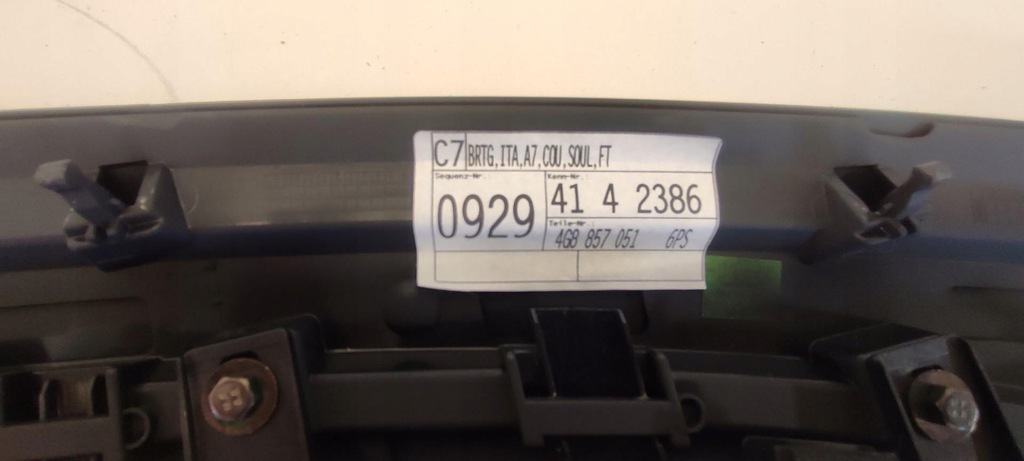 C7 BRTG,ITA,A7,COU,SOUL,FT
Sequenz-Nr.:
0929
Kenn-Nr.:
41 4 2386
Teile-Nr.:
4G8 857 051 6PS